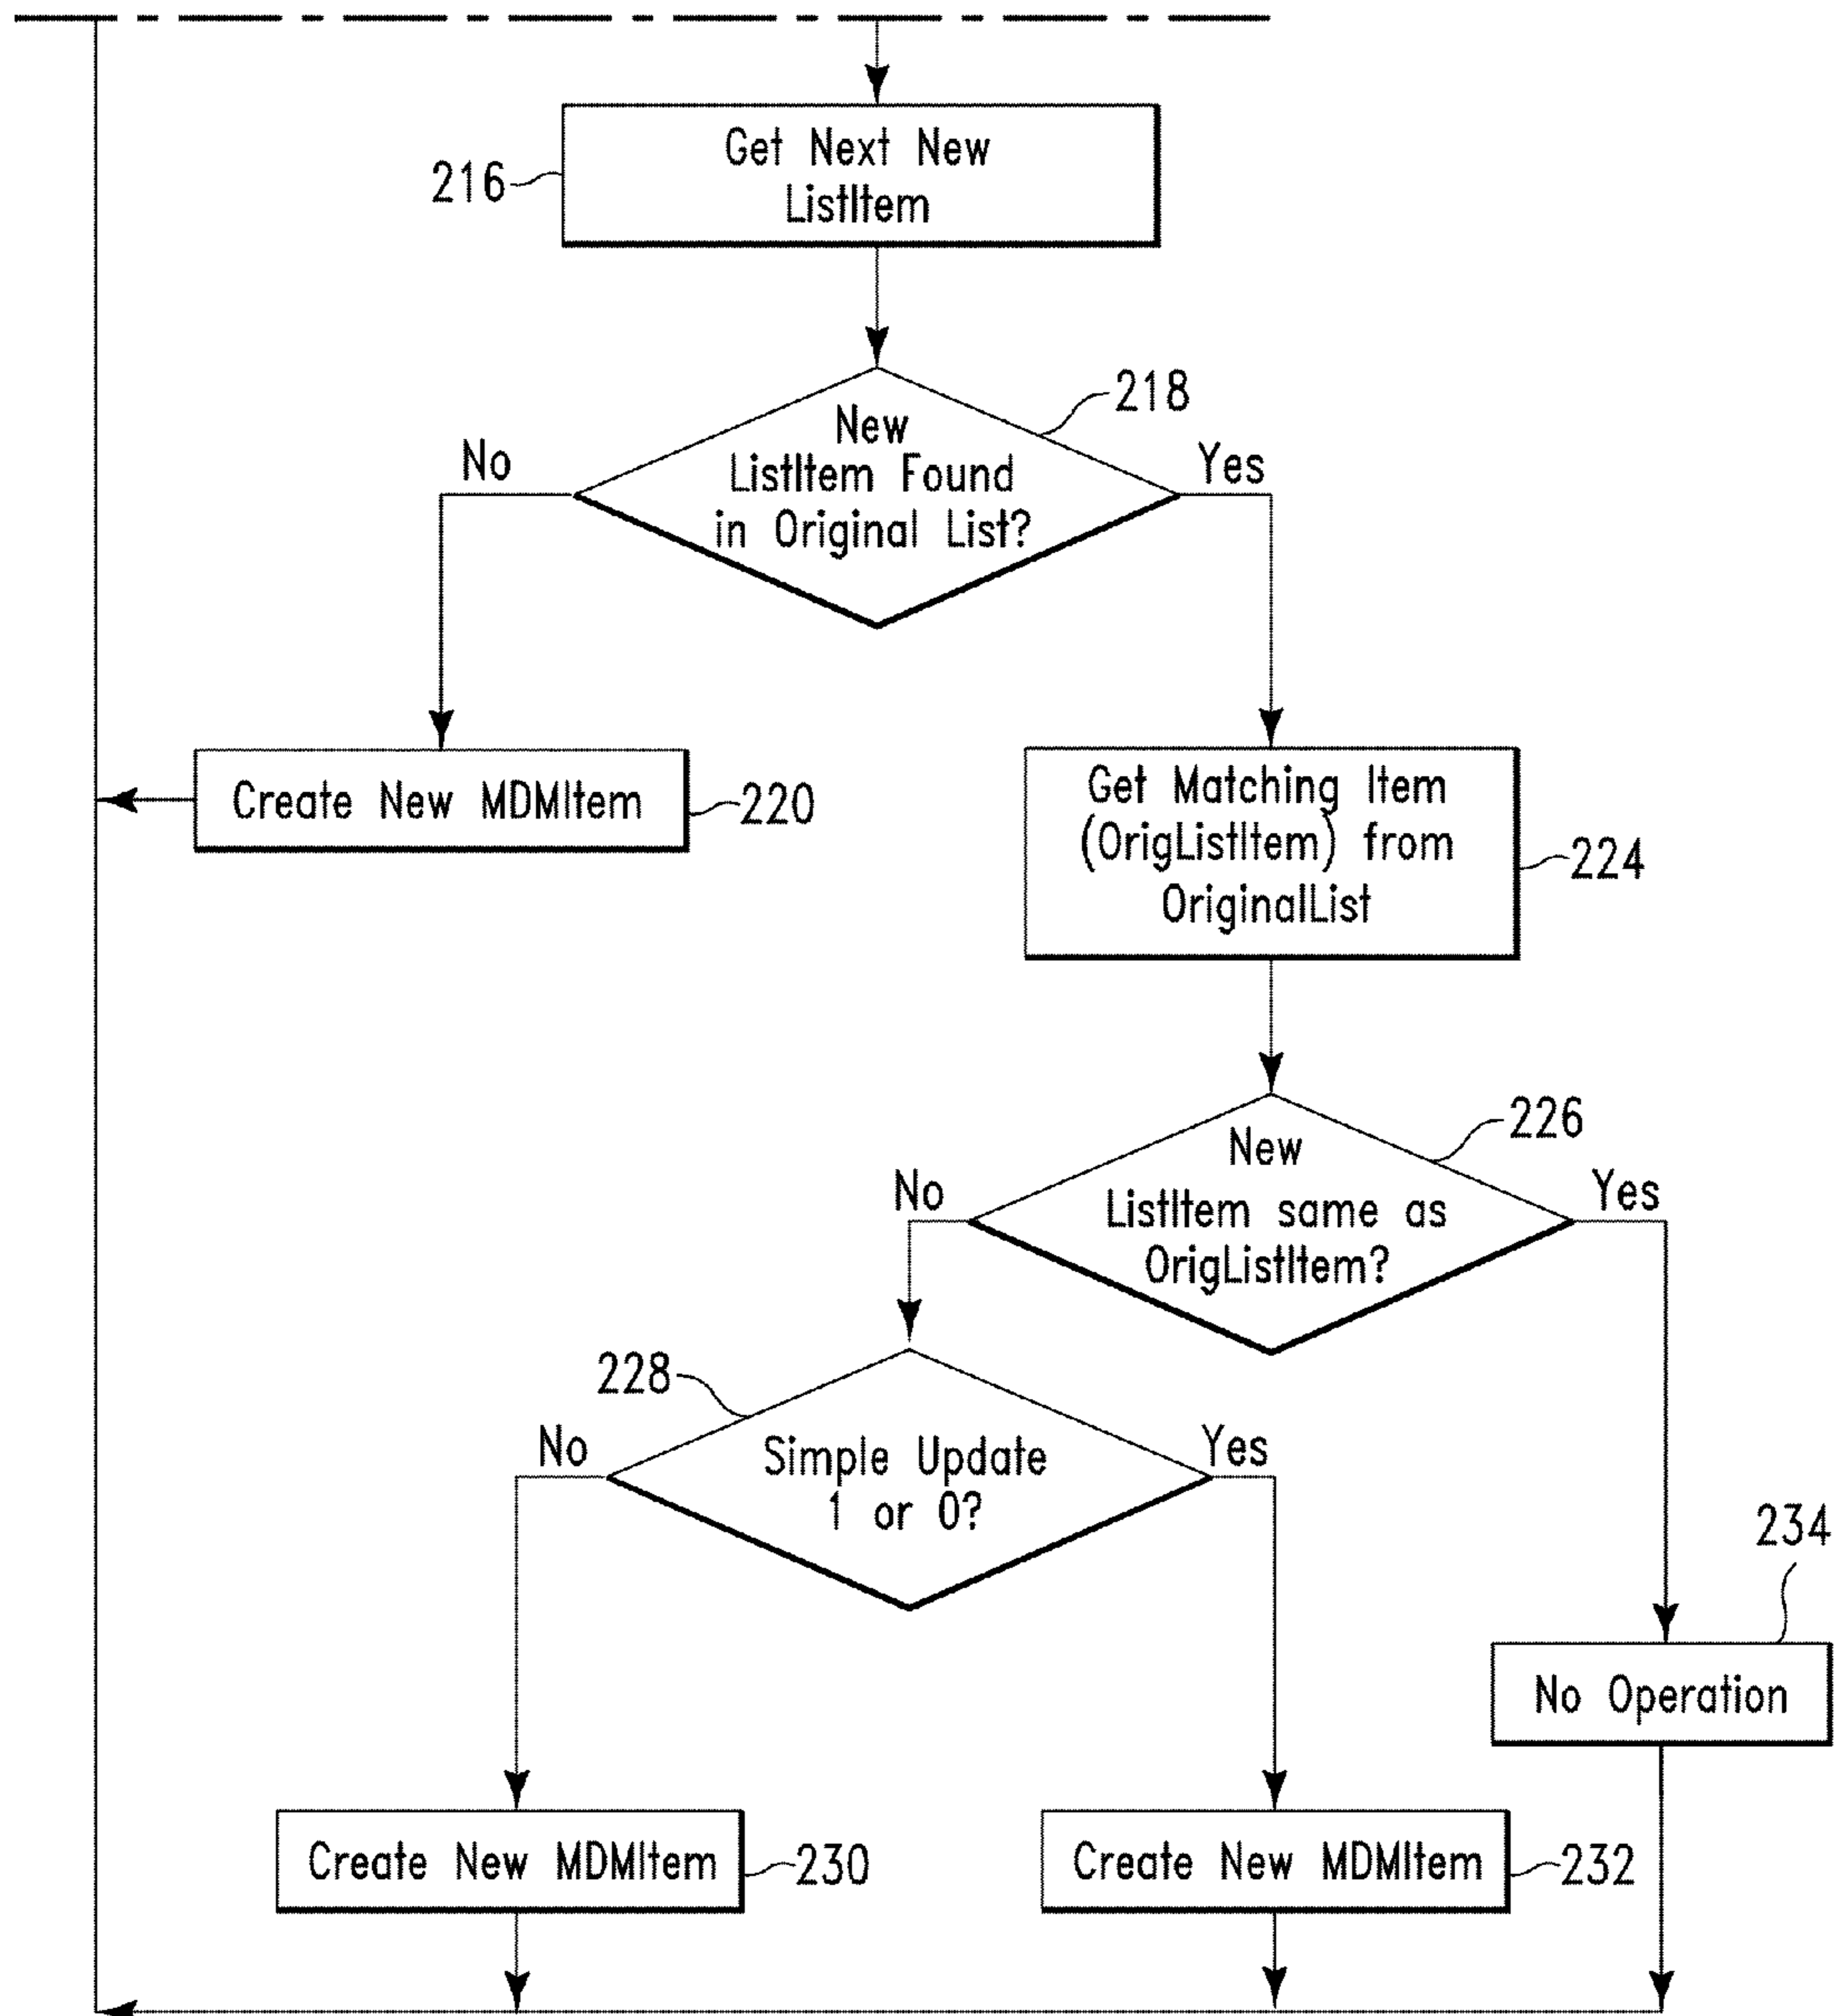 Get Next New
ListItem
216
218
New
ListItem Found
in Original List?
No
Yes
Create New MDMItem
220
Get Matching Item
(OrigListItem) from
OriginalList
224
226
New
ListItem same as
OrigListItem?
No
Yes
228
Simple Update
1 or 0?
No
Yes
234
No Operation
Create New MDMItem
230
Create New MDMItem
232